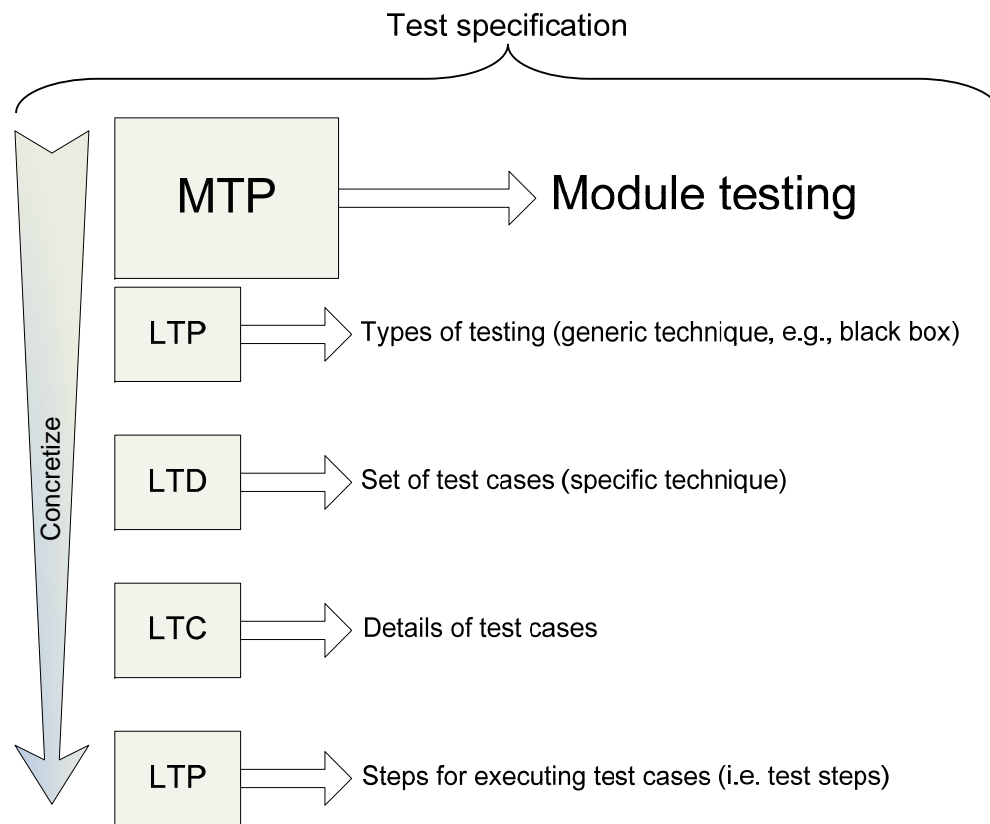 Test specification
MTP
Module testing
LTP
Types of testing (generic technique, e.g., black box)
Concretize
LTD
Set of test cases (specific technique)
LTC
Details of test cases
LTP
Steps for executing test cases (i.e. test steps)